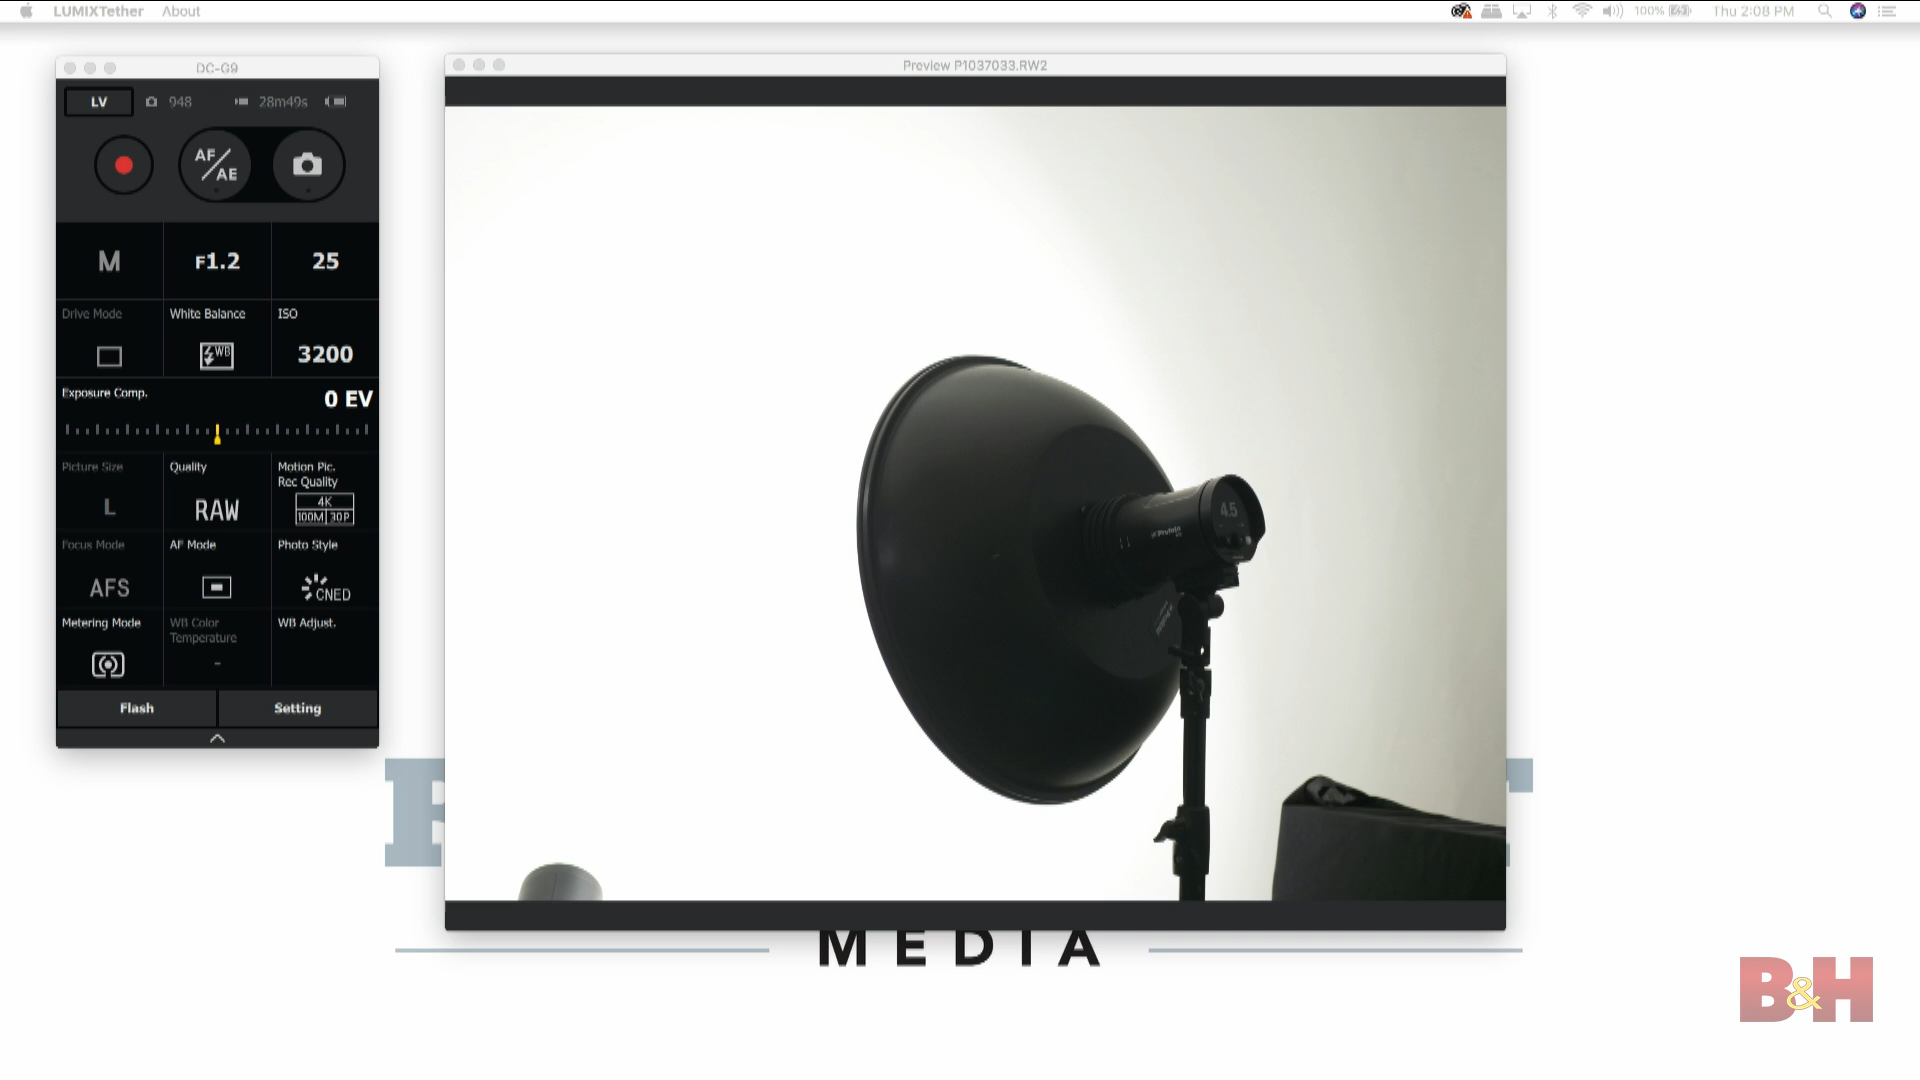 LUMIXTether About
100% Thu 2:08 PM
DC-G9
LV 948 28m49s
AF/AE
M F1.2 25
Drive Mode White Balance ISO
WB 3200
Exposure Comp. 0 EV
Picture Size Quality Motion Pic.
Rec Quality
L RAW 4K
100M 30P
Focus Mode AF Mode Photo Style
AFS CNED
Metering Mode WB Color
Temperature WB Adjust.
-
Flash Setting
Preview P1037033.RW2
4.5
Profoto
MEDIA
B&H